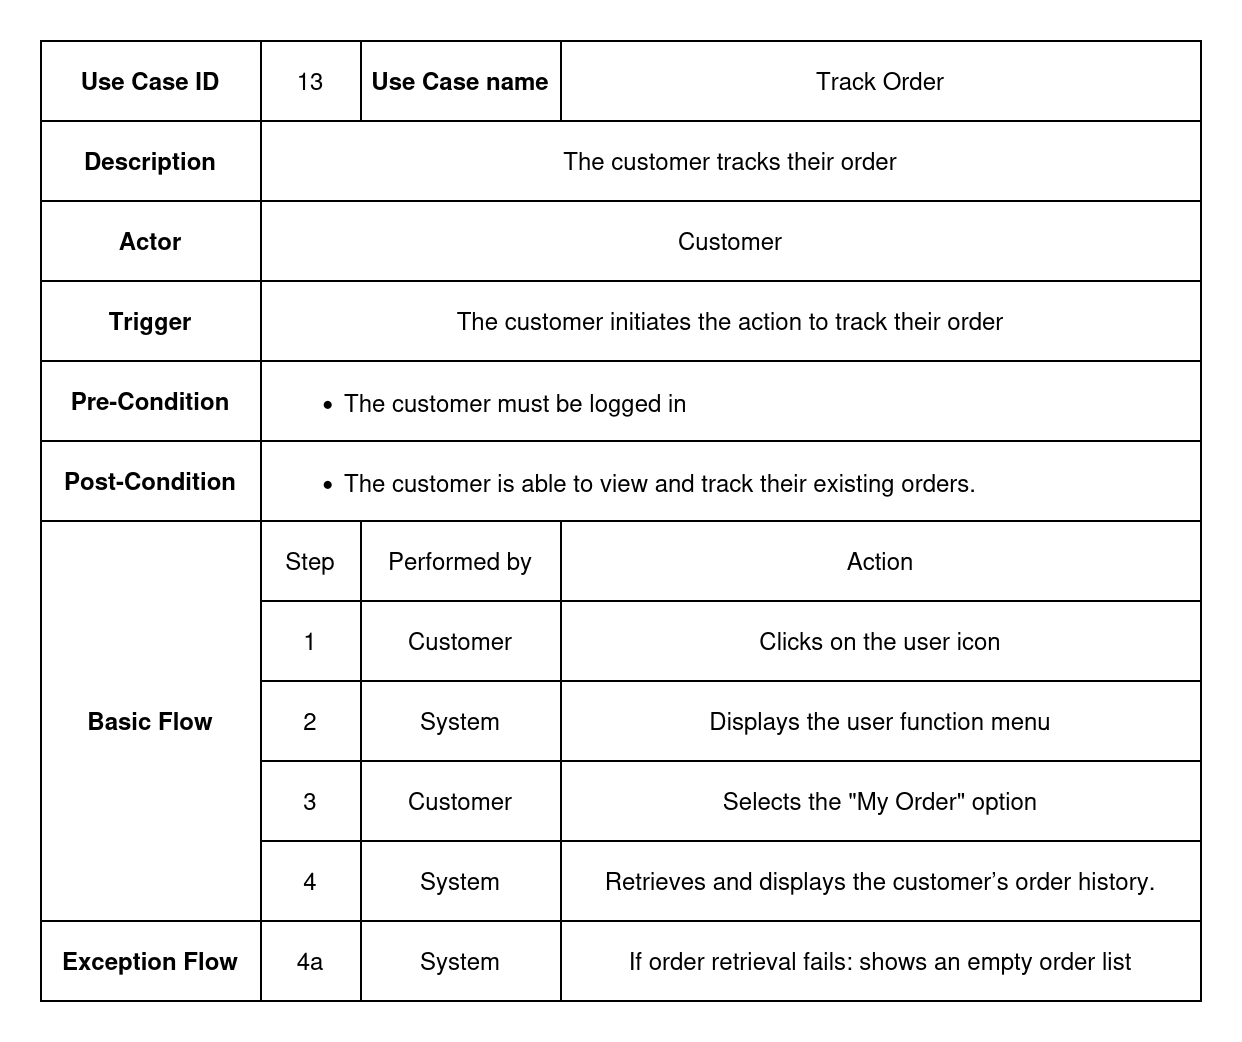 Use Case ID 13 Use Case name Track Order
Description The customer tracks their order
Actor Customer
Trigger The customer initiates the action to track their order
Pre-Condition • The customer must be logged in
Post-Condition • The customer is able to view and track their existing orders.
Basic Flow
Step Performed by Action
1 Customer Clicks on the user icon
2 System Displays the user function menu
3 Customer Selects the "My Order" option
4 System Retrieves and displays the customer’s order history.
Exception Flow 4a System If order retrieval fails: shows an empty order list